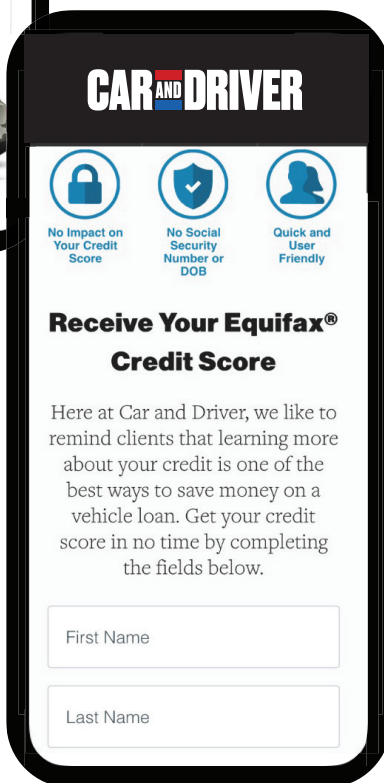 CAR AND DRIVER
No Impact on
Your Credit
Score
No Social
Security
Number or
DOB
Quick and
User
Friendly
Receive Your Equifax®
Credit Score
Here at Car and Driver, we like to
remind clients that learning more
about your credit is one of the
best ways to save money on a
vehicle loan. Get your credit
score in no time by completing
the fields below.
First Name
Last Name